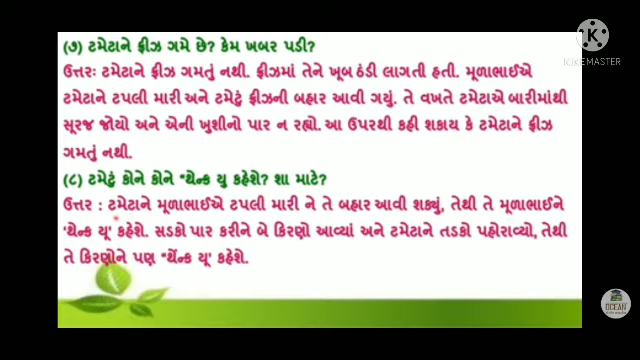 KINEMASTER
(૭) ટમેટાને ફ્રીઝ ગમે છે? કેમ ખબર પડી?
ઉત્તરઃ ટમેટાને ફ્રીઝ ગમતું નથી. ફ્રીઝમાં તેને ખૂબ ઠંડી લાગતી હતી. મૂળાભાઈએ
ટમેટાને ટપલી મારી અને ટમેટું ફ્રીઝની બહાર આવી ગયું. તે વખતે ટમેટાએ બારીમાંથી
સૂરજ જોયો અને એની ખુશીનો પાર ન રહ્યો. આ ઉપરથી કહી શકાય કે ટમેટાને ફ્રીઝ
ગમતું નથી.
(૮) ટમેટું કોને કોને "થેન્ક યુ કહેશે? શા માટે?
ઉત્તર : ટમેટાને મૂળાભાઈએ ટપલી મારી ને તે બહાર આવી શક્યું, તેથી તે મૂળાભાઈને
'થેન્ક યૂ' કહેશે. સડકો પાર કરીને બે કિરણો આવ્યાં અને ટમેટાને તડકો પહોરાવ્યો, તેથી
તે કિરણોને પણ "થેંન્ક યૂ' કહેશે.
OCEAN